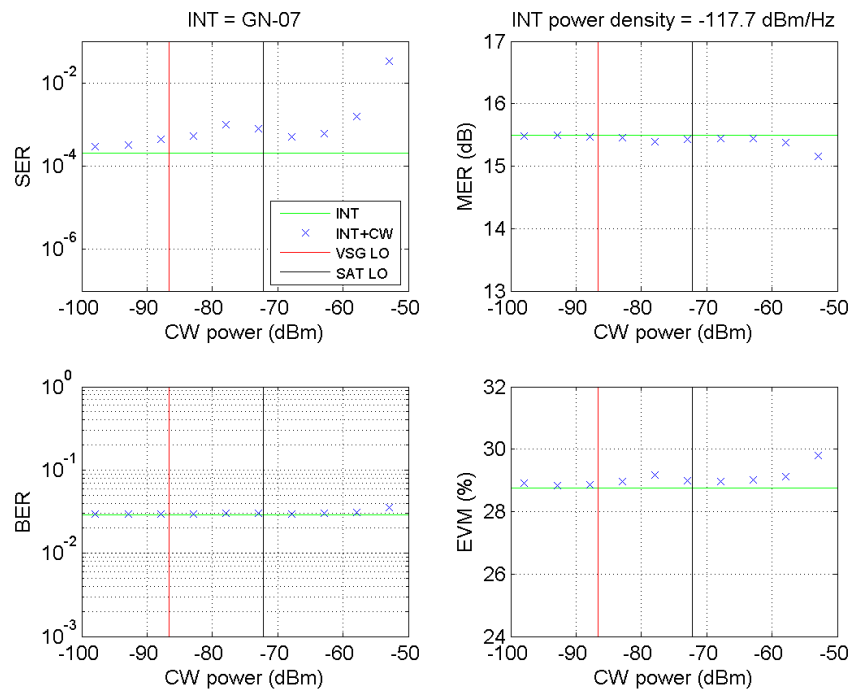 INT = GN-07
10^-2
10^-4
10^-6
SER
INT
INT+CW
VSG LO
SAT LO
-100 -90 -80 -70 -60 -50
CW power (dBm)
INT power density = -117.7 dBm/Hz
17
16
15
14
13
MER (dB)
-100 -90 -80 -70 -60 -50
CW power (dBm)
10^0
10^-1
10^-2
10^-3
BER
-100 -90 -80 -70 -60 -50
CW power (dBm)
32
30
28
26
24
EVM (%)
-100 -90 -80 -70 -60 -50
CW power (dBm)